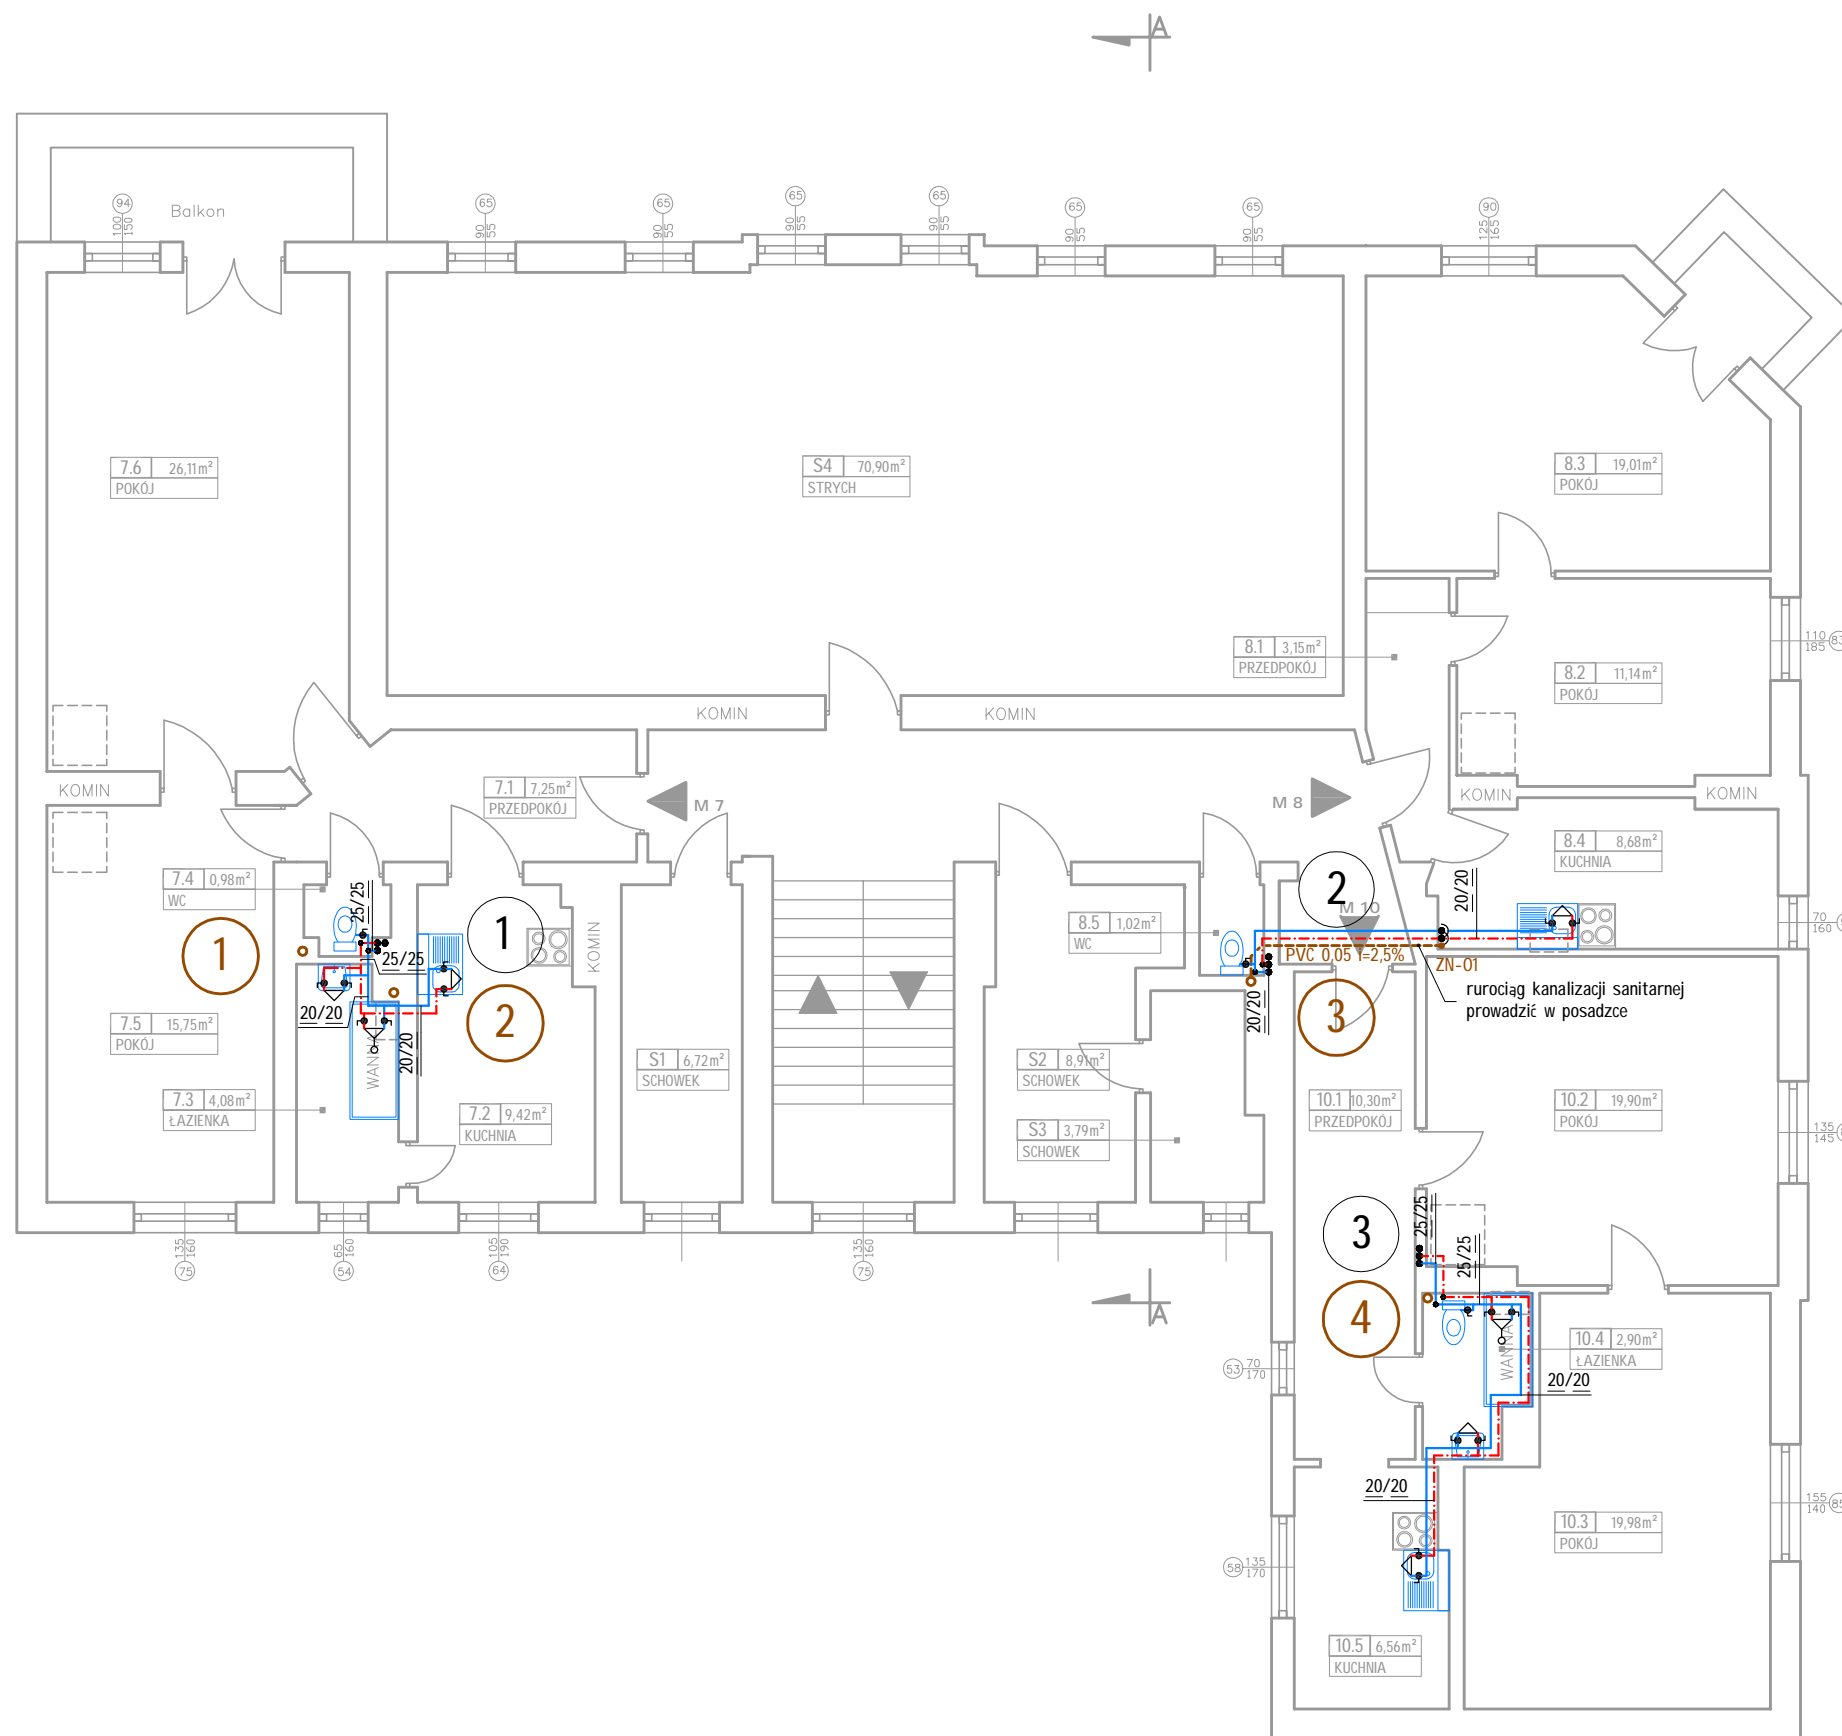 A
Balkon
94
100
150
65
90
55
65
90
55
65
90
55
65
90
55
65
90
55
65
90
55
90
125
165
7.6 26,11m²
POKÓJ
S4 70,90m²
STRYCH
8.3 19,01m²
POKÓJ
8.1 3,15m²
PRZEDPOKÓJ
110
185
8.2 11,14m²
POKÓJ
KOMIN
KOMIN
KOMIN
7.1 7,25m²
PRZEDPOKÓJ
M 7
M 8
KOMIN
KOMIN
8.4 8,68m²
KUCHNIA
7.4 0,98m²
WC
25/25
1
1
KOMIN
25/25
8.5 1,02m²
WC
2
M 10
20/20
70
160
PVC 0,05 i=2,5%
ZN-01
rurociąg kanalizacji sanitarnej
prowadzić w posadzce
20/20
20/20
2
20/20
3
7.5 15,75m²
POKÓJ
WANNA
7.3 4,08m²
ŁAZIENKA
7.2 9,42m²
KUCHNIA
S1 6,72m²
SCHOWEK
S2 8,91m²
SCHOWEK
S3 3,79m²
SCHOWEK
10.1 10,30m²
PRZEDPOKÓJ
10.2 19,90m²
POKÓJ
135
145
135
160
75
65
160
54
105
190
64
135
160
75
A
3
25/25
25/25
4
WANNA
10.4 2,90m²
ŁAZIENKA
53
70
170
20/20
20/20
155
140
85
10.3 19,98m²
POKÓJ
58
135
170
10.5 6,56m²
KUCHNIA